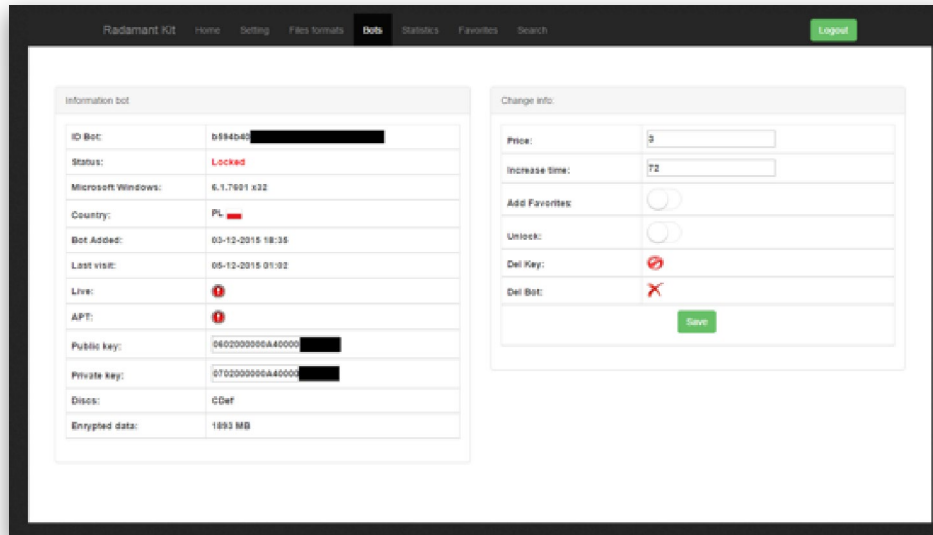 Radamant Kit Home Setting Files formats Bots Statistics Favorites Search Logout
Information bot
ID Bot: b594b40
Status: Locked
Microsoft Windows: 6.1.7601 x32
Country: PL
Bot Added: 03-12-2015 18:35
Last visit: 05-12-2015 01:02
Live:
APT:
Public key: 0602000000A40000
Private key: 0702000000A40000
Discs: CDef
Enrypted data: 1893 MB
Change info:
Price: 3
Increase time: 72
Add Favorites:
Unlock:
Del Key:
Del Bot:
Save